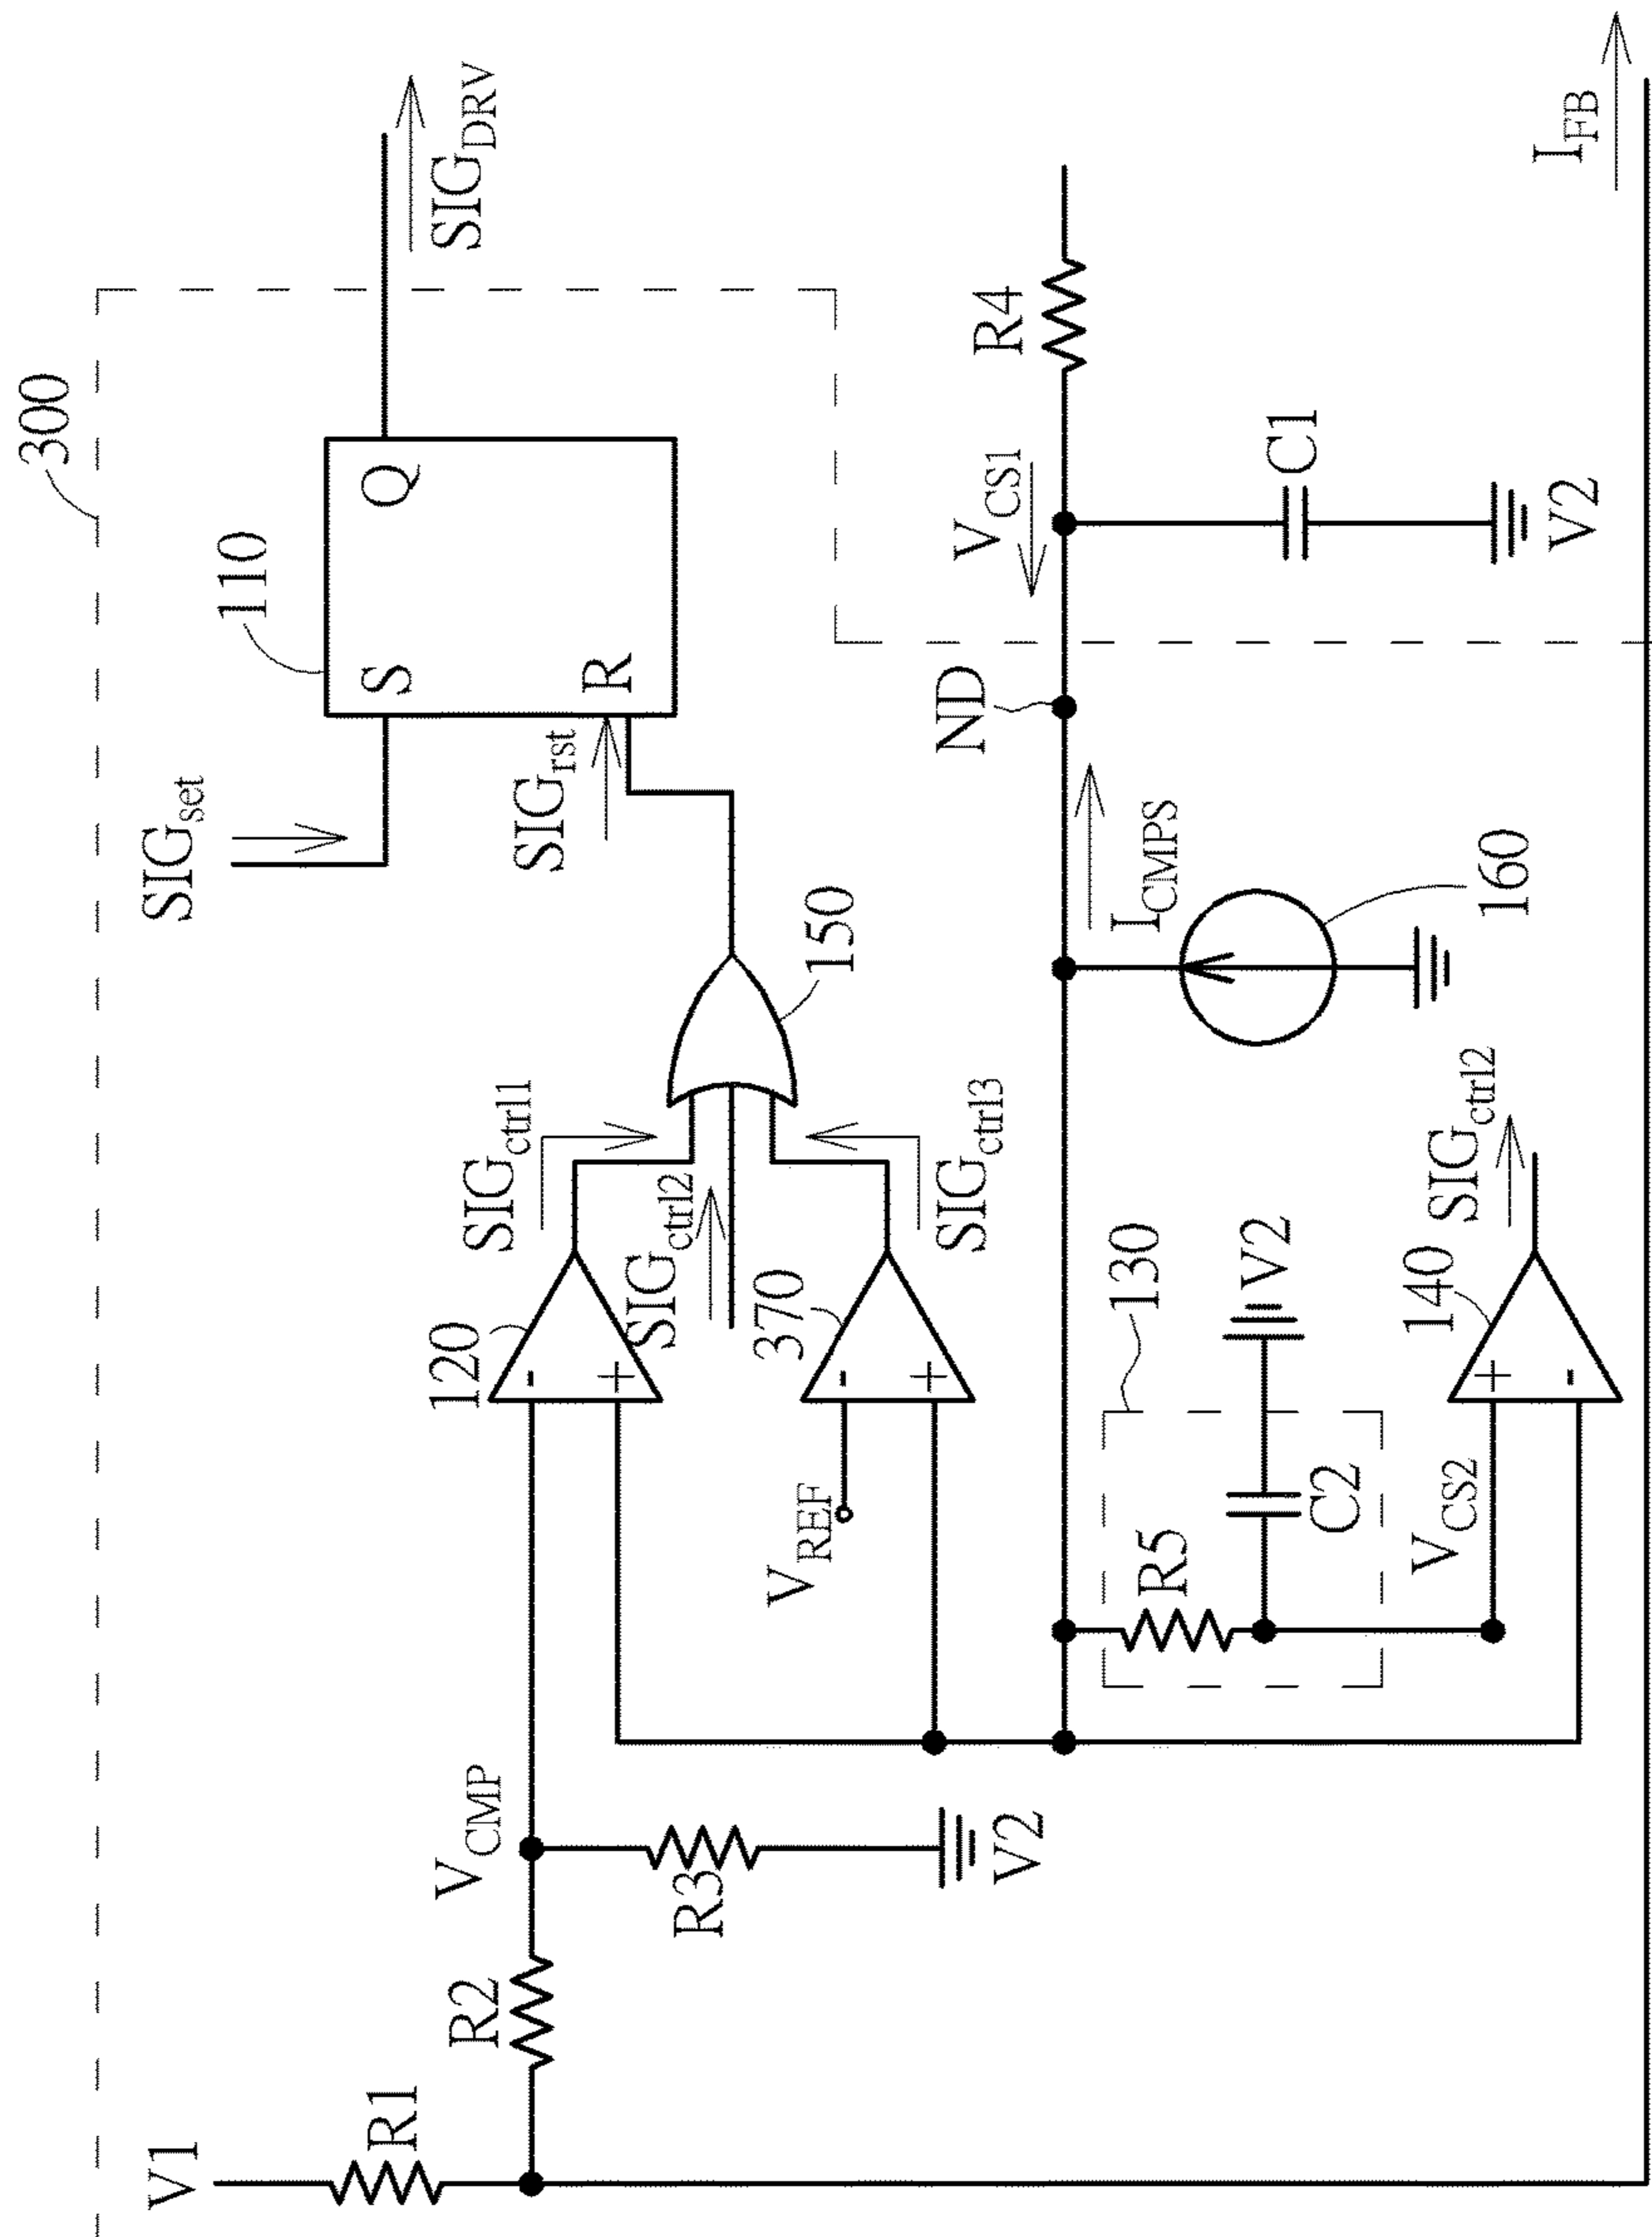 300
V1
R1
R2
V_CMP
R3
V2
120
-
+
SIG_ctrl1
SIG_ctrl2
370
V_REF
-
+
SIG_ctrl3
150
SIG_set
SIG_rst
110
S
R
Q
SIG_DRV
ND
V_CS1
R4
C1
V2
I_CMPS
160
130
R5
C2
V2
V_CS2
140
+
-
SIG_ctrl2
I_FB